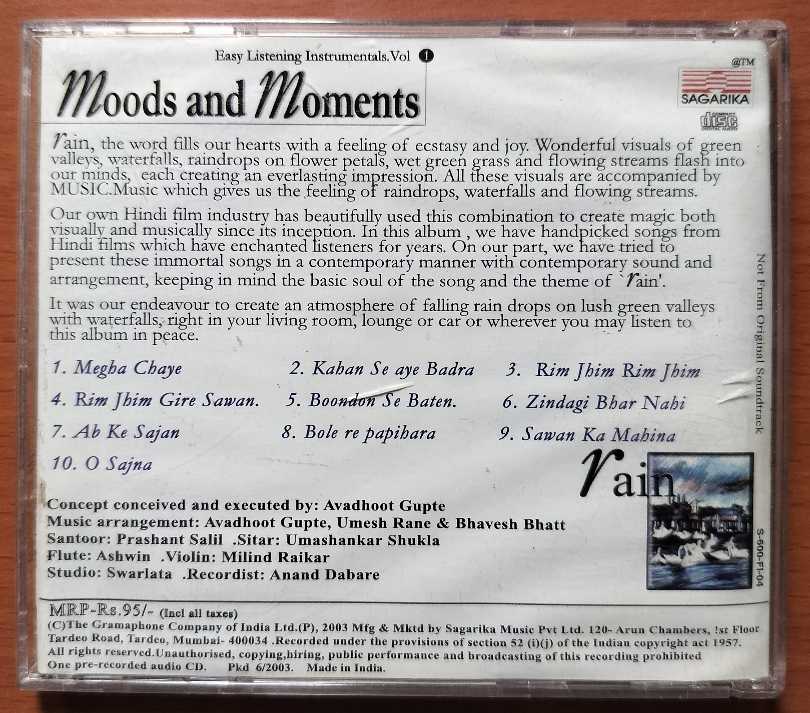 Easy Listening Instrumentals.Vol 1
Moods and Moments
@TM
SAGARIKA
COMPACT disc DIGITAL AUDIO
rain, the word fills our hearts with a feeling of ecstasy and joy. Wonderful visuals of green
valleys, waterfalls, raindrops on flower petals, wet green grass and flowing streams flash into
our minds, each creating an everlasting impression. All these visuals are accompanied by
MUSIC.Music which gives us the feeling of raindrops, waterfalls and flowing streams.
Our own Hindi film industry has beautifully used this combination to create magic both
visually and musically since its inception. In this album , we have handpicked songs from
Hindi films which have enchanted listeners for years. On our part, we have tried to
present these immortal songs in a contemporary manner with contemporary sound and
arrangement, keeping in mind the basic soul of the song and the theme of `rain'.
It was our endeavour to create an atmosphere of falling rain drops on lush green valleys
with waterfalls, right in your living room, lounge or car or wherever you may listen to
this album in peace.
1. Megha Chaye 2. Kahan Se aye Badra 3. Rim Jhim Rim Jhim
4. Rim Jhim Gire Sawan. 5. Boondon Se Baten. 6. Zindagi Bhar Nahi
7. Ab Ke Sajan 8. Bole re papihara 9. Sawan Ka Mahina
10. O Sajna
rain
Concept conceived and executed by: Avadhoot Gupte
Music arrangement: Avadhoot Gupte, Umesh Rane & Bhavesh Bhatt
Santoor: Prashant Salil .Sitar: Umashankar Shukla
Flute: Ashwin .Violin: Milind Raikar
Studio: Swarlata .Recordist: Anand Dabare
Not From Original Soundtrack
S-600-FI-04
MRP-Rs.95/- (Incl all taxes)
(C)The Gramaphone Company of India Ltd.(P), 2003 Mfg & Mktd by Sagarika Music Pvt Ltd. 120- Arun Chambers, 1st Floor
Tardeo Road, Tardeo, Mumbai- 400034 .Recorded under the provisions of section 52 (i)(j) of the Indian copyright act 1957.
All rights reserved.Unauthorised, copying,hiring, public performance and broadcasting of this recording prohibited
One pre-recorded audio CD. Pkd 6/2003. Made in India.